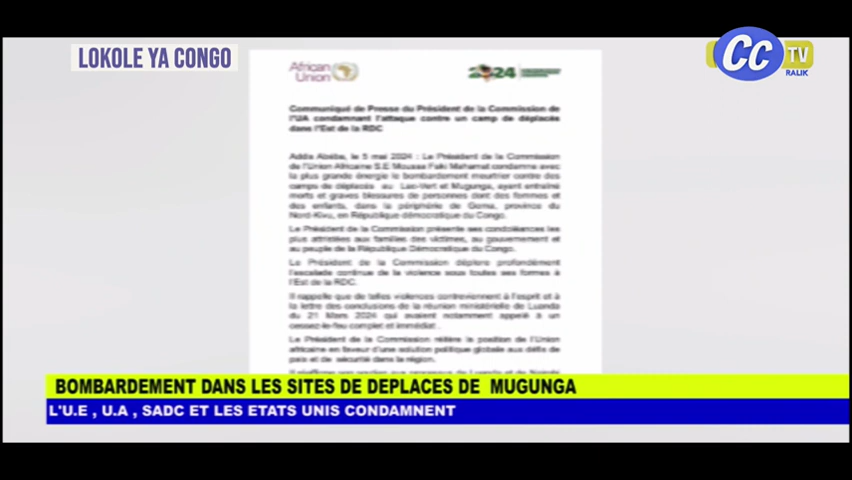 LOKOLE YA CONGO
CC TV
RALIK
African
Union
2024
Communiqué de Presse du Président de la Commission de
l'UA condamnant l'attaque contre un camp de déplacés
dans l'Est de la RDC
Addis Ababa, le 5 mai 2024 : Le Président de la Commission
de l'Union Africaine S.E Moussa Faki Mahamat condamne avec
la plus grande énergie le bombardement meurtrier contre des
camps de déplacés au Lac-Vert et Mugunga, ayant entraîné
morts et graves blessures de personnes dont des femmes et
des enfants, dans la périphérie de Goma, province du
Nord-Kivu, en République démocratique du Congo.
Le Président de la Commission présente ses condoléances les
plus attristées aux familles des victimes, au gouvernement et
au peuple de la République Démocratique du Congo.
Le Président de la Commission déplore profondément
l'escalade continue de la violence sous toutes ses formes à
l'Est de la RDC.
Il rappelle que de telles violences contreviennent à l'esprit et à
la lettre des conclusions de la réunion ministérielle de Luanda
du 21 Mars 2024 qui avaient notamment appelé à un
cessez-le-feu complet et immédiat.
Le Président de la Commission réitère la position de l'Union
africaine en faveur d'une solution politique globale aux défis de
paix et de sécurité dans la région.
BOMBARDEMENT DANS LES SITES DE DEPLACES DE MUGUNGA
L'U.E , U.A , SADC ET LES ETATS UNIS CONDAMNENT